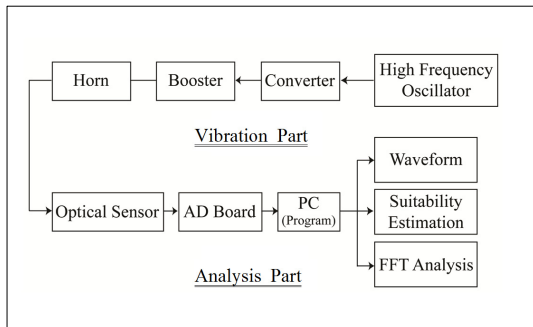 Horn
Booster
Converter
High Frequency
Oscillator
Vibration Part
Optical Sensor
AD Board
PC
(Program)
Waveform
Suitability
Estimation
FFT Analysis
Analysis Part